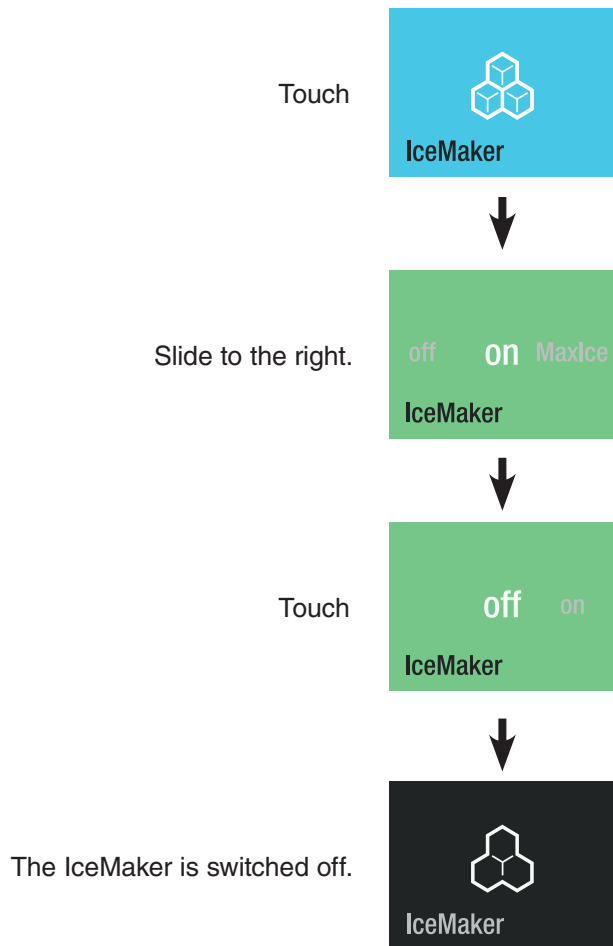 Touch
IceMaker
Slide to the right.
off on MaxIce
IceMaker
Touch
off on
IceMaker
The IceMaker is switched off.
IceMaker